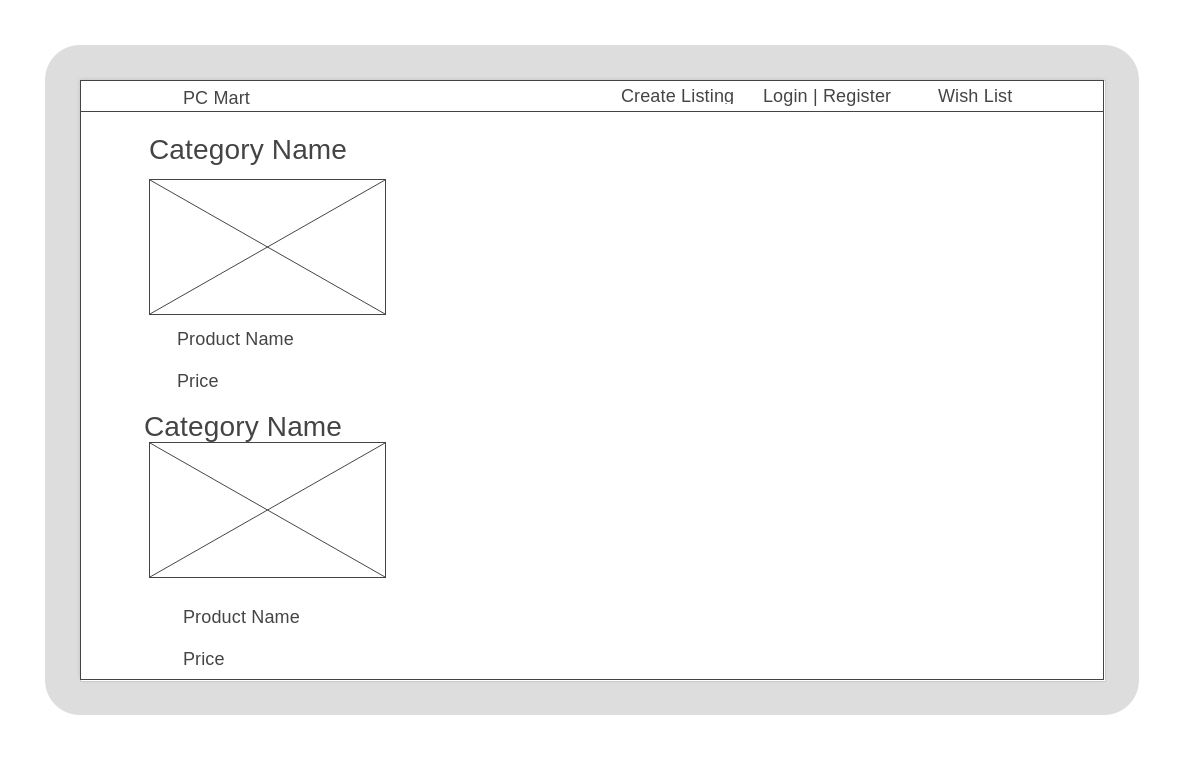 PC Mart Create Listing Login | Register Wish List
Category Name
Product Name
Price
Category Name
Product Name
Price